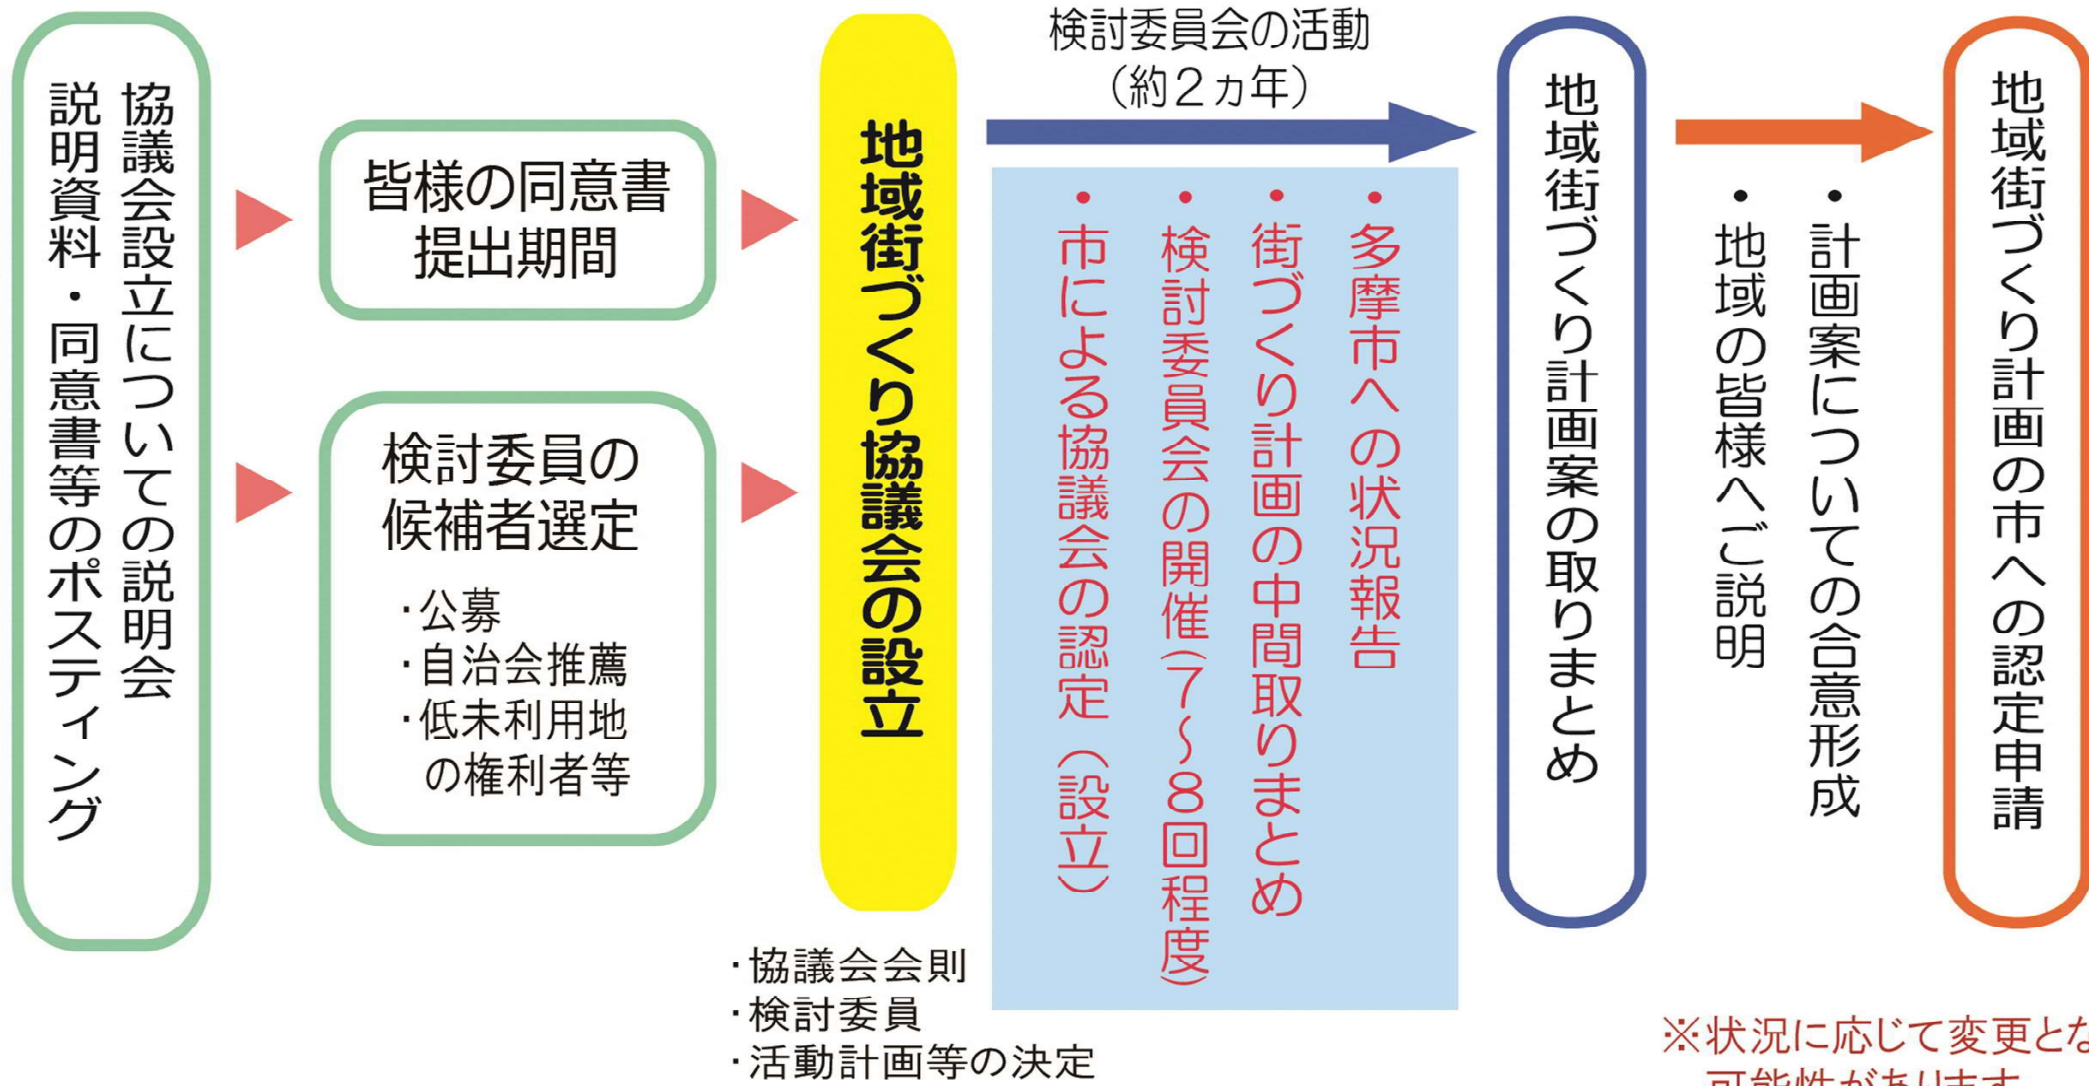 協議会設立についての説明会
説明資料・同意書等のポスティング
皆様の同意書
提出期間
検討委員の
候補者選定
・公募
・自治会推薦
・低未利用地
の権利者等
地域街づくり協議会の設立
・協議会会則
・検討委員
・活動計画等の決定
検討委員会の活動
(約2ヵ年)
・多摩市への状況報告
・街づくり計画の中間取りまとめ
・検討委員会の開催(7〜8回程度)
・市による協議会の認定(設立)
地域街づくり計画案の取りまとめ
・計画案についての合意形成
・地域の皆様へご説明
地域街づくり計画の市への認定申請
※状況に応じて変更とな
可能性があります